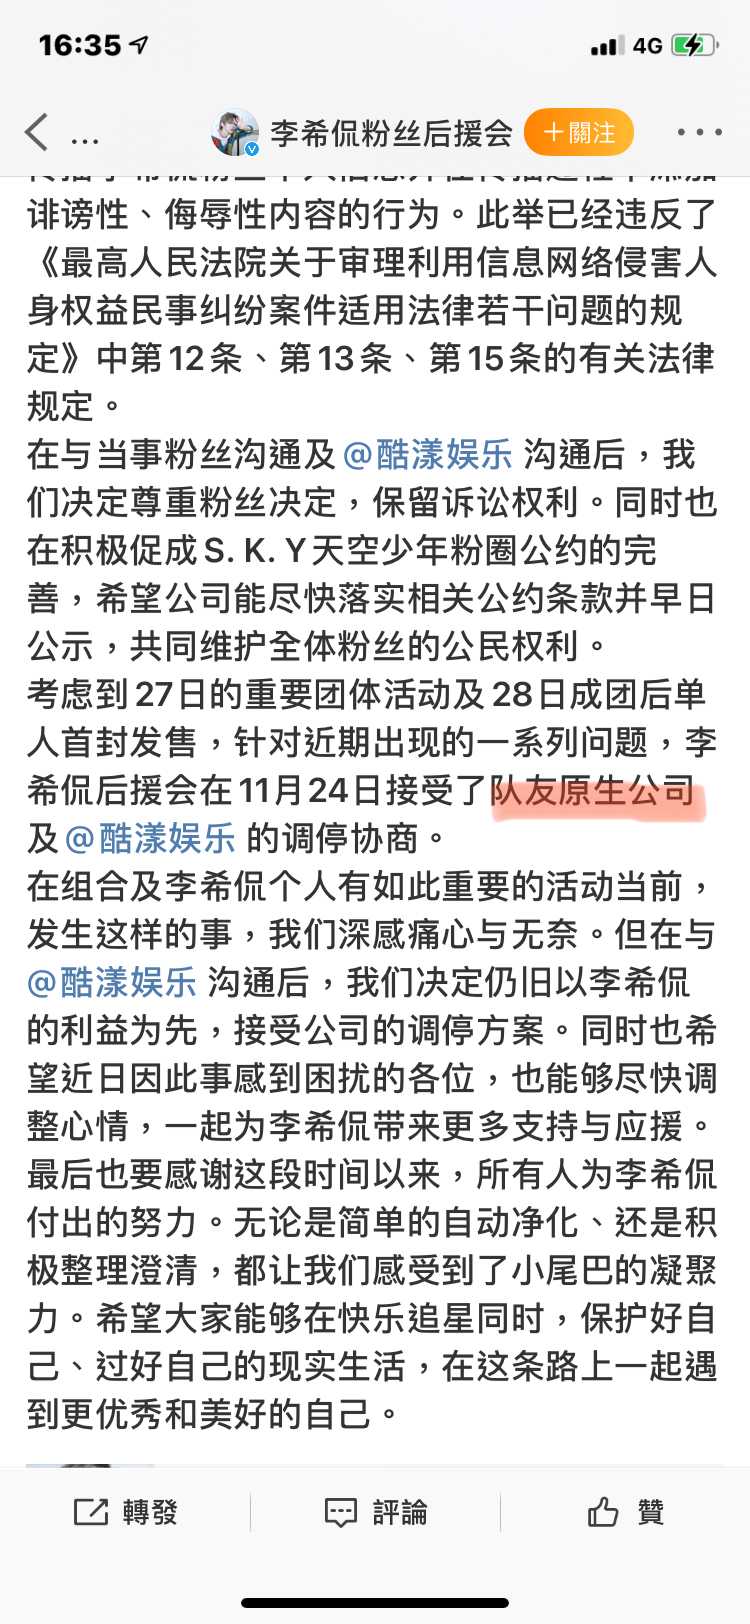 16:35
4G
...
李希侃粉丝后援会
+關注
诽谤性、侮辱性内容的行为。此举已经违反了
《最高人民法院关于审理利用信息网络侵害人
身权益民事纠纷案件适用法律若干问题的规
定》中第12条、第13条、第15条的有关法律
规定。
在与当事粉丝沟通及@酷漾娱乐 沟通后，我
们决定尊重粉丝决定，保留诉讼权利。同时也
在积极促成S. K. Y天空少年粉圈公约的完
善，希望公司能尽快落实相关公约条款并早日
公示，共同维护全体粉丝的公民权利。
考虑到27日的重要团体活动及28日成团后单
人首封发售，针对近期出现的一系列问题，李
希侃后援会在11月24日接受了队友原生公司
及@酷漾娱乐 的调停协商。
在组合及李希侃个人有如此重要的活动当前，
发生这样的事，我们深感痛心与无奈。但在与
@酷漾娱乐 沟通后，我们决定仍旧以李希侃
的利益为先，接受公司的调停方案。同时也希
望近日因此事感到困扰的各位，也能够尽快调
整心情，一起为李希侃带来更多支持与应援。
最后也要感谢这段时间以来，所有人为李希侃
付出的努力。无论是简单的自动净化、还是积
极整理澄清，都让我们感受到了小尾巴的凝聚
力。希望大家能够在快乐追星同时，保护好自
己、过好自己的现实生活，在这条路上一起遇
到更优秀和美好的自己。
轉發
評論
贊